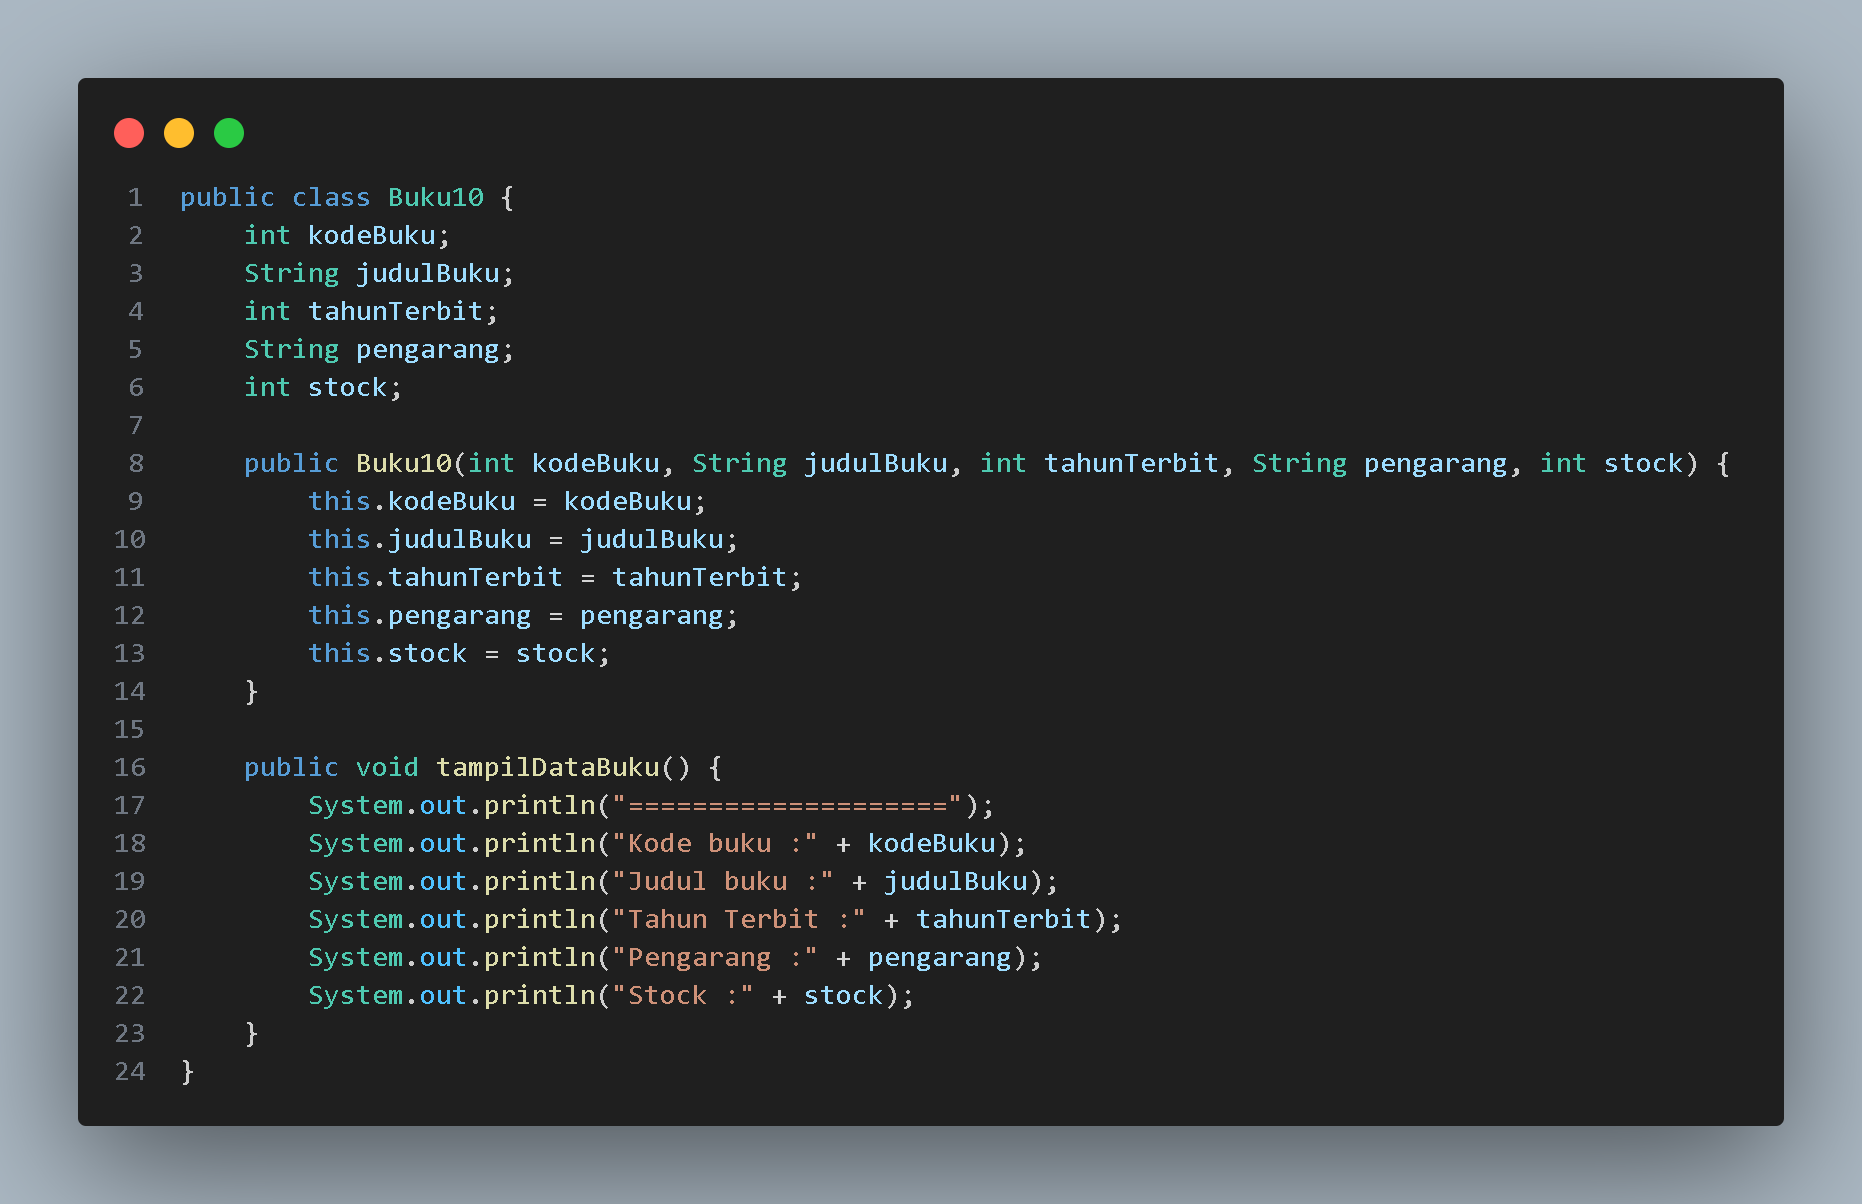 1 public class Buku10 {
2     int kodeBuku;
3     String judulBuku;
4     int tahunTerbit;
5     String pengarang;
6     int stock;
7
8     public Buku10(int kodeBuku, String judulBuku, int tahunTerbit, String pengarang, int stock) {
9         this.kodeBuku = kodeBuku;
10         this.judulBuku = judulBuku;
11         this.tahunTerbit = tahunTerbit;
12         this.pengarang = pengarang;
13         this.stock = stock;
14     }
15
16     public void tampilDataBuku() {
17         System.out.println("====================");
18         System.out.println("Kode buku :" + kodeBuku);
19         System.out.println("Judul buku :" + judulBuku);
20         System.out.println("Tahun Terbit :" + tahunTerbit);
21         System.out.println("Pengarang :" + pengarang);
22         System.out.println("Stock :" + stock);
23     }
24 }